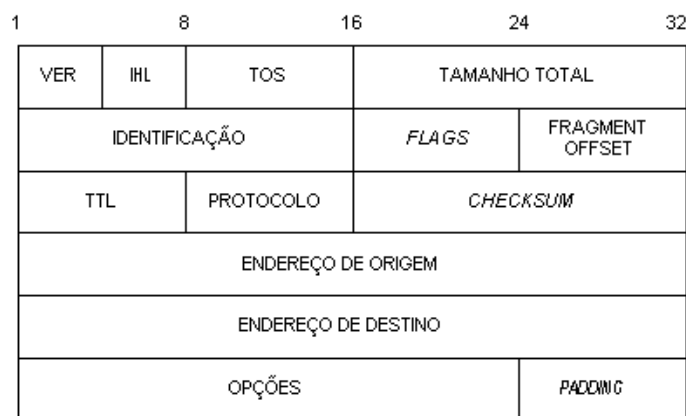 1 8 16 24 32
VER IHL TOS TAMANHO TOTAL
IDENTIFICAÇÃO FLAGS FRAGMENT
OFFSET
TTL PROTOCOLO CHECKSUM
ENDEREÇO DE ORIGEM
ENDEREÇO DE DESTINO
OPÇÕES PADDING